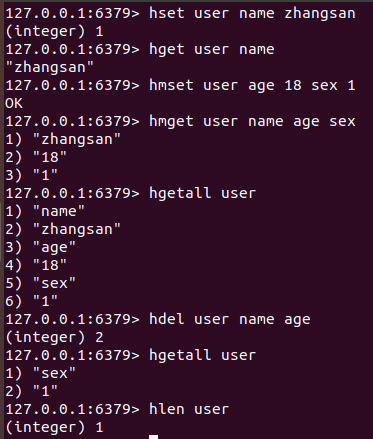 127.0.0.1:6379> hset user name zhangsan
(integer) 1
127.0.0.1:6379> hget user name
"zhangsan"
127.0.0.1:6379> hmset user age 18 sex 1
OK
127.0.0.1:6379> hmget user name age sex
1) "zhangsan"
2) "18"
3) "1"
127.0.0.1:6379> hgetall user
1) "name"
2) "zhangsan"
3) "age"
4) "18"
5) "sex"
6) "1"
127.0.0.1:6379> hdel user name age
(integer) 2
127.0.0.1:6379> hgetall user
1) "sex"
2) "1"
127.0.0.1:6379> hlen user
(integer) 1